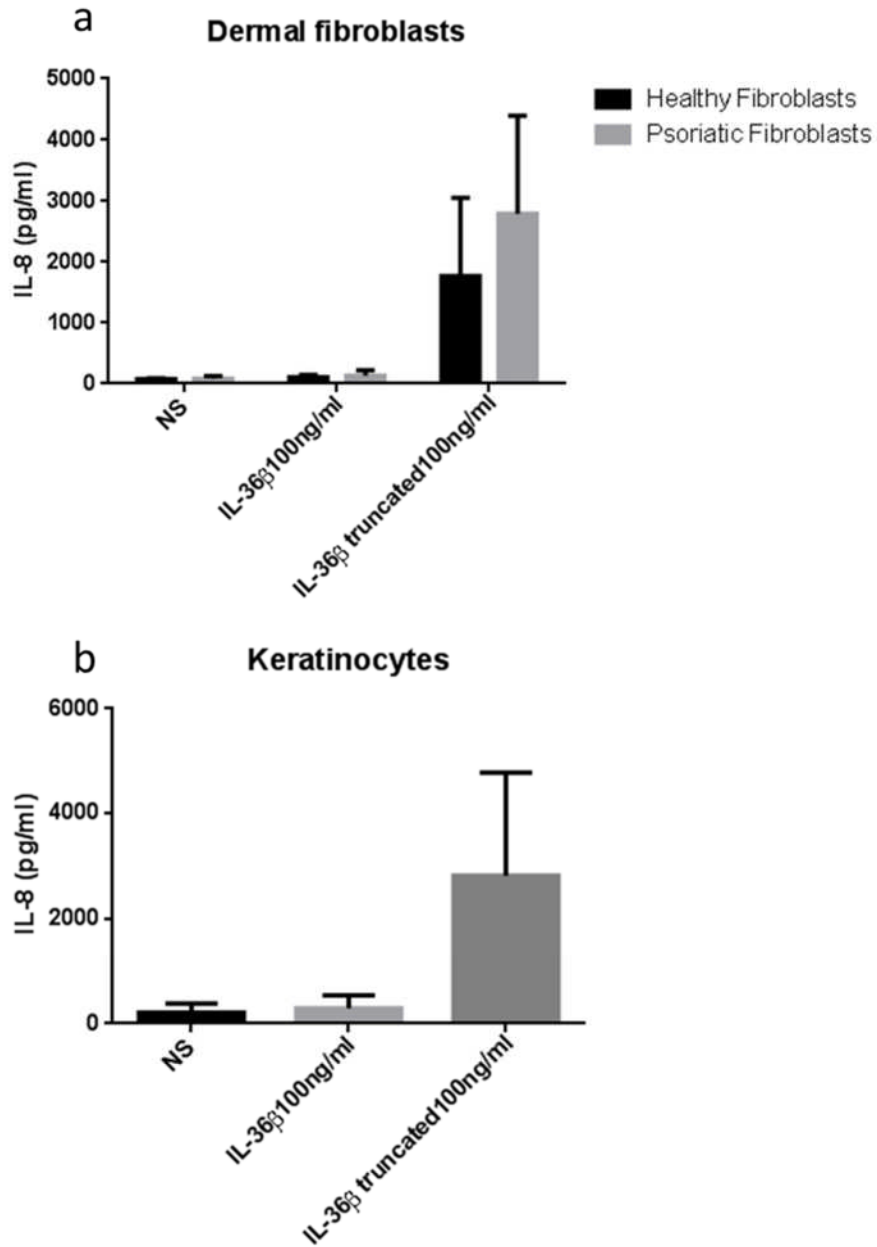 a
Dermal fibroblasts
5000
4000
3000
2000
1000
0
IL-8 (pg/ml)
Healthy Fibroblasts
Psoriatic Fibroblasts
NS
IL-36β100ng/ml
IL-36β truncated100ng/ml
b
Keratinocytes
6000
4000
2000
0
IL-8 (pg/ml)
NS
IL-36β100ng/ml
IL-36β truncated100ng/ml